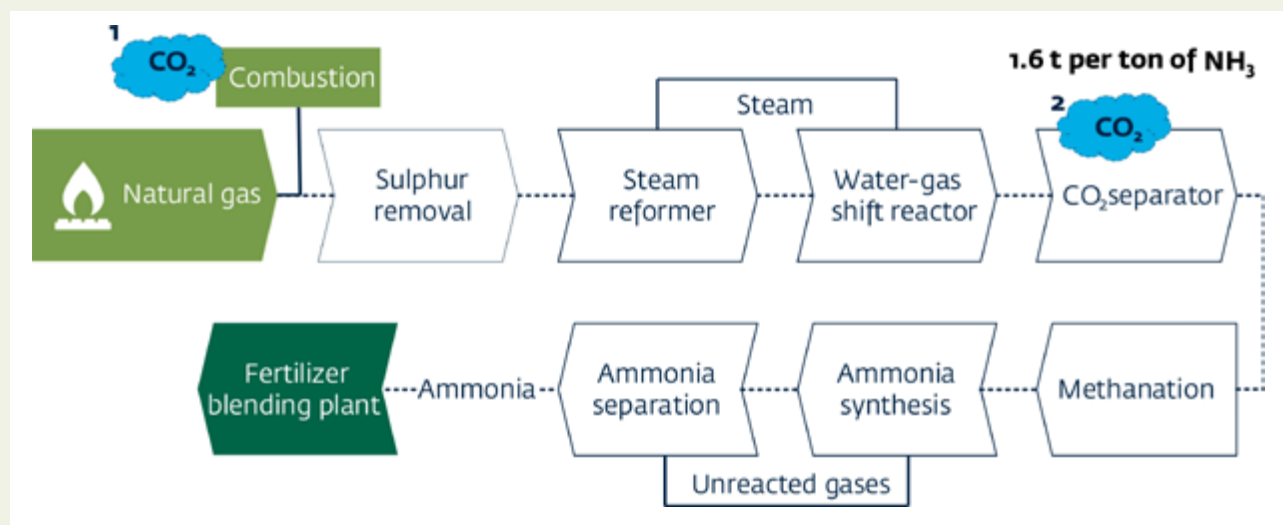 1
CO₂
Combustion
1.6 t per ton of NH₃
Steam
2
CO₂
Natural gas
Sulphur
removal
Steam
reformer
Water-gas
shift reactor
CO₂separator
Fertilizer
blending plant
Ammonia
Ammonia
separation
Ammonia
synthesis
Methanation
Unreacted gases